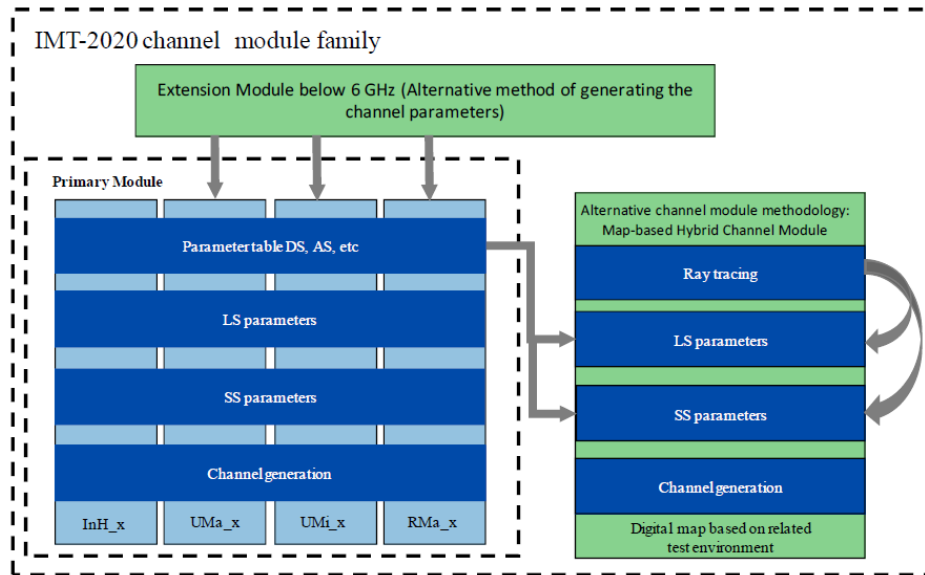 IMT-2020 channel module family
Extension Module below 6 GHz (Alternative method of generating the
channel parameters)
Primary Module
Parameter table DS, AS, etc
LS parameters
SS parameters
Channel generation
InH_x
UMa_x
UMi_x
RMa_x
Alternative channel module methodology:
Map-based Hybrid Channel Module
Ray tracing
LS parameters
SS parameters
Channel generation
Digital map based on related
test environment